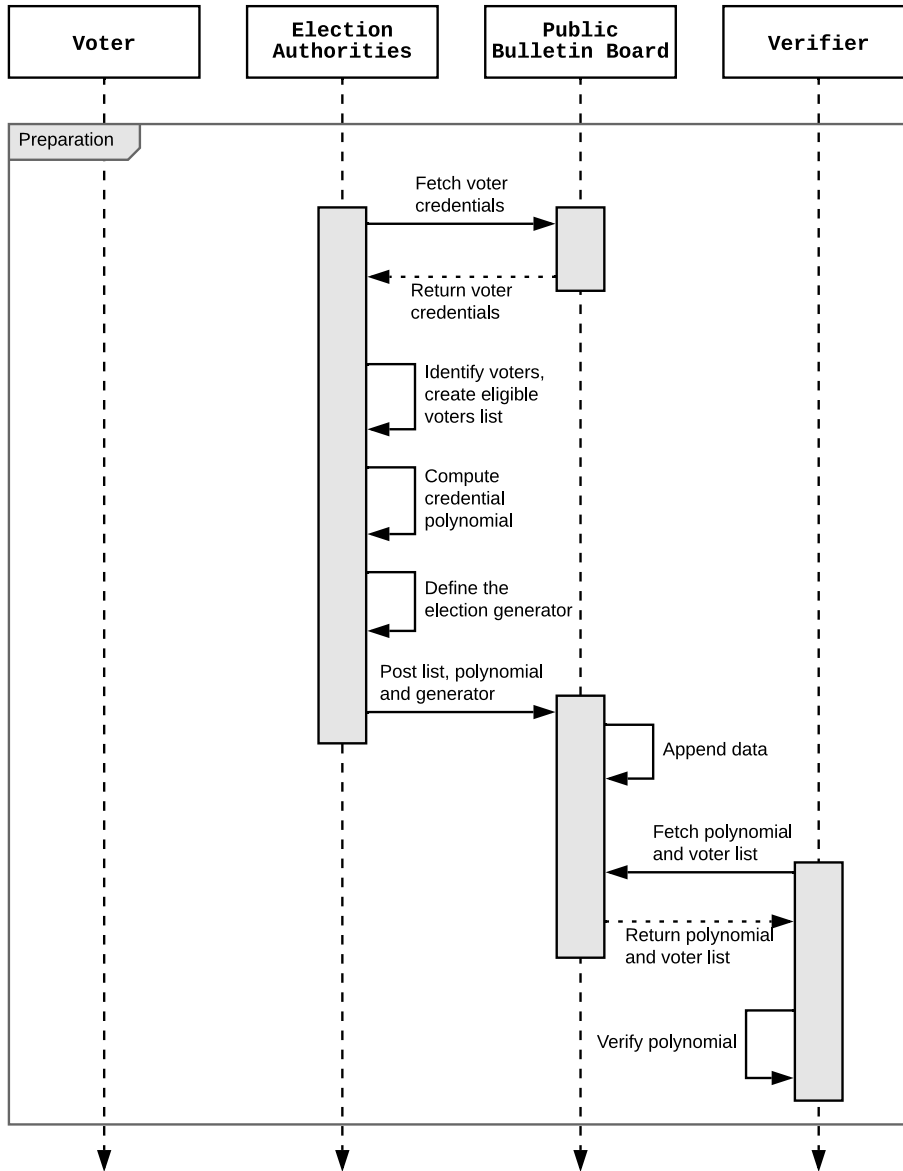 Voter
Election
Authorities
Public
Bulletin Board
Verifier
Preparation
Fetch voter
credentials
Return voter
credentials
Identify voters,
create eligible
voters list
Compute
credential
polynomial
Define the
election generator
Post list, polynomial
and generator
Append data
Fetch polynomial
and voter list
Return polynomial
and voter list
Verify polynomial